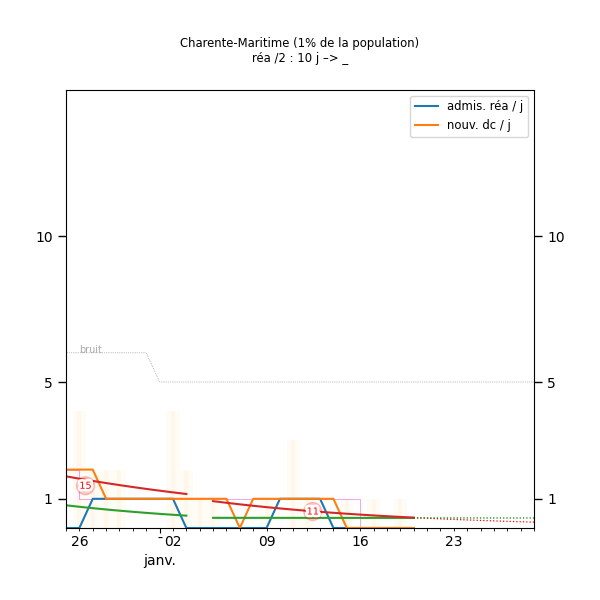 Charente-Maritime (1% de la population)
réa /2 : 10 j –> _
admis. réa / j
nouv. dc / j
10
10
bruit
5
5
15
11
1
1
26
02
09
16
23
janv.